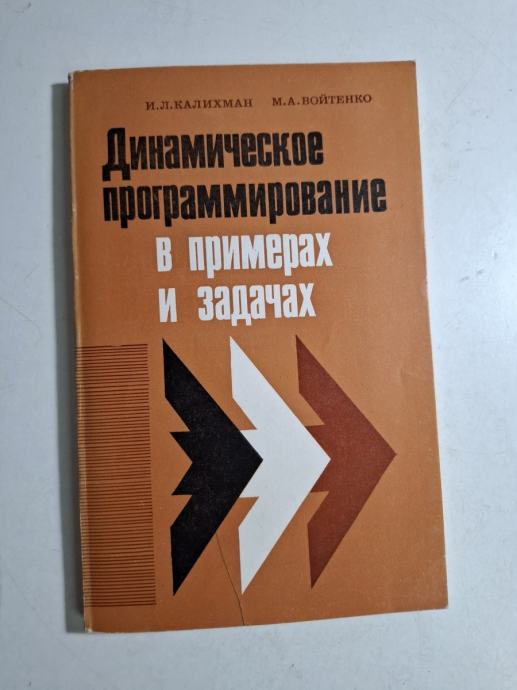 И.Л.КАЛИХМАН М.А.ВОЙТЕНКО
Динамическое
программирование
в примерах
и задачах